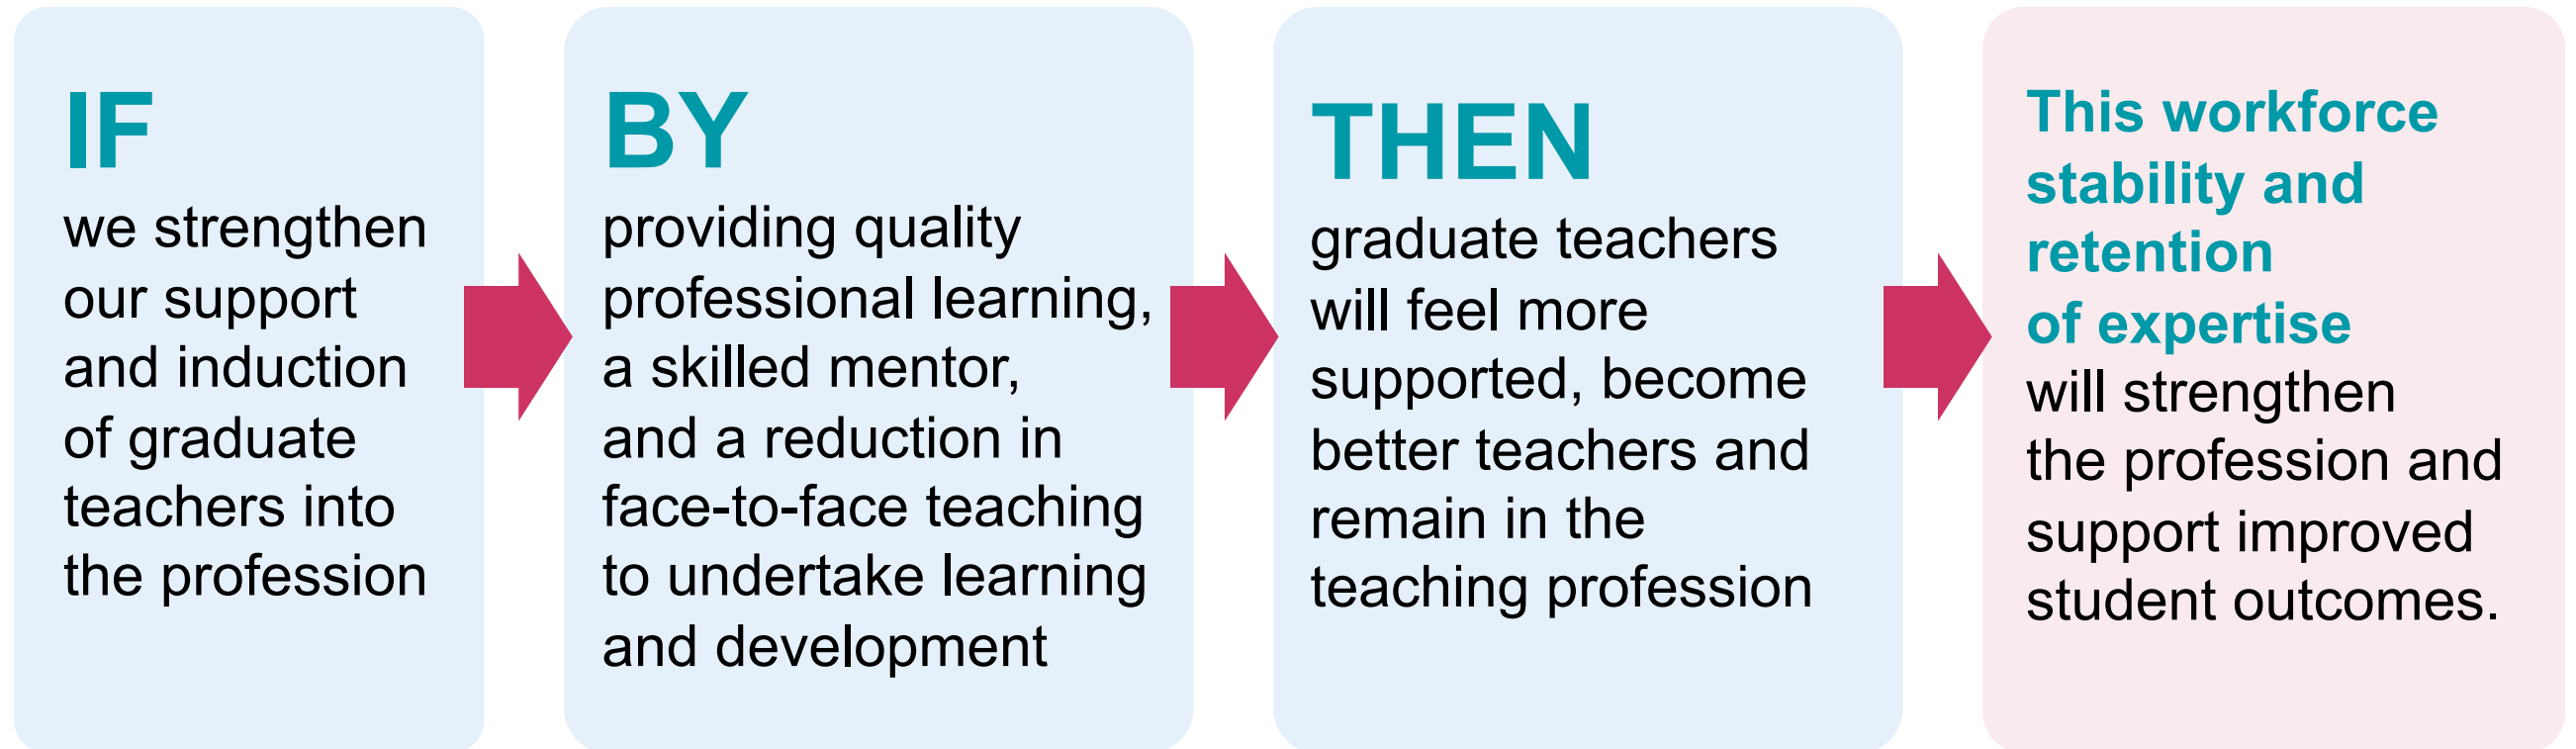 IF
we strengthen
our support
and induction
of graduate
teachers into
the profession
BY
providing quality
professional learning,
a skilled mentor,
and a reduction in
face-to-face teaching
to undertake learning
and development
THEN
graduate teachers
will feel more
supported, become
better teachers and
remain in the
teaching profession
This workforce
stability and
retention
of expertise
will strengthen
the profession and
support improved
student outcomes.